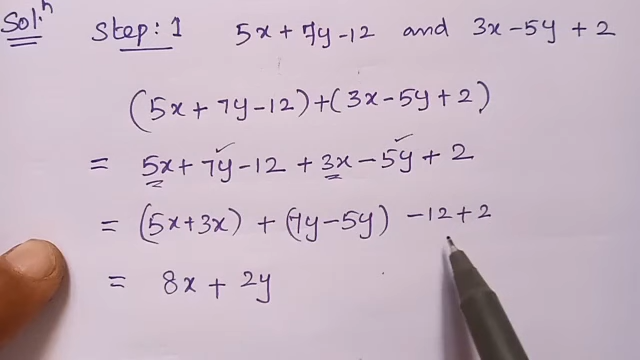 Sol.ⁿ Step: 1 5x + 7y - 12 and 3x - 5y + 2
(5x + 7y - 12) + (3x - 5y + 2)
= 5x + 7y - 12 + 3x - 5y + 2
= (5x + 3x) + (7y - 5y) - 12 + 2
= 8x + 2y